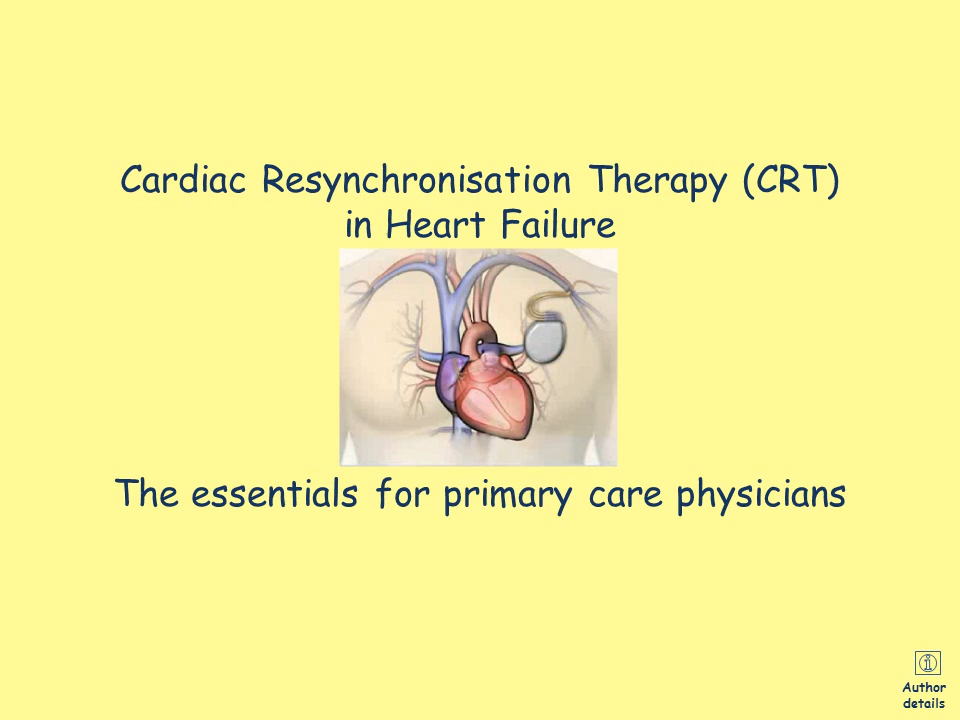 Cardiac Resynchronisation Therapy (CRT)
in Heart Failure
The essentials for primary care physicians
Author
details